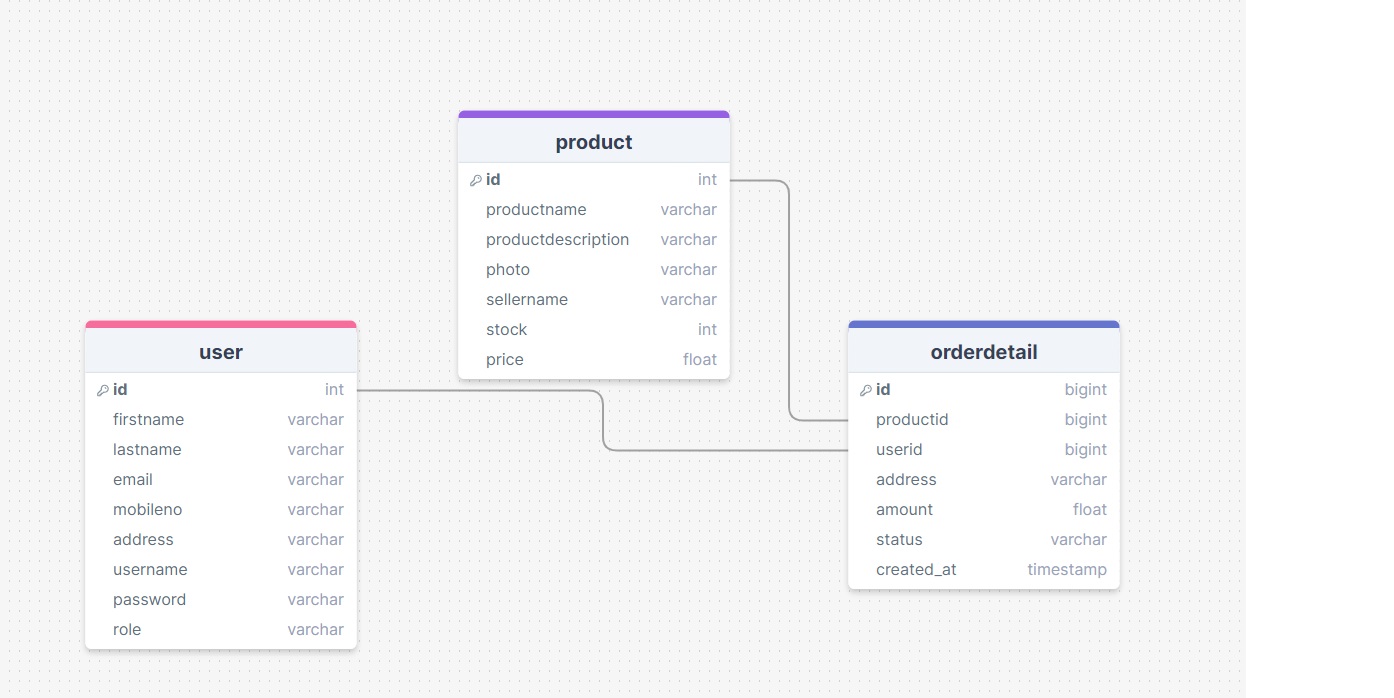 product
id int
productname varchar
productdescription varchar
photo varchar
sellername varchar
stock int
price float
user
id int
firstname varchar
lastname varchar
email varchar
mobileno varchar
address varchar
username varchar
password varchar
role varchar
orderdetail
id bigint
productid bigint
userid bigint
address varchar
amount float
status varchar
created_at timestamp